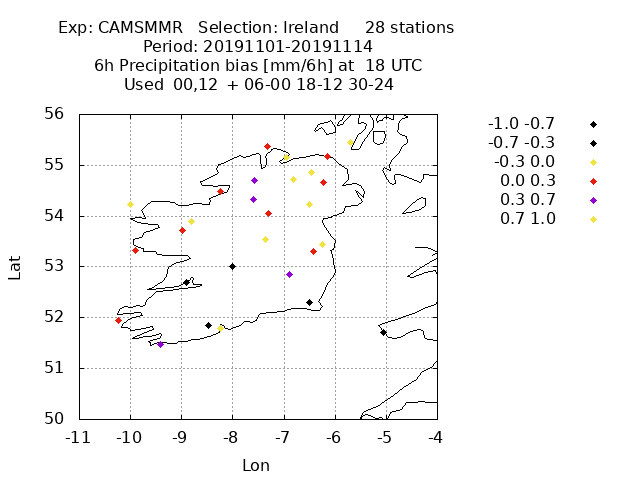 Exp: CAMSMMR   Selection: Ireland     28 stations
Period: 20191101-20191114
6h Precipitation bias [mm/6h] at  18 UTC
Used  00,12  + 06-00 18-12 30-24
-1.0 -0.7
-0.7 -0.3
-0.3 0.0
0.0 0.3
0.3 0.7
0.7 1.0
56
55
54
53
52
51
50
Lat
-11 -10 -9 -8 -7 -6 -5 -4
Lon